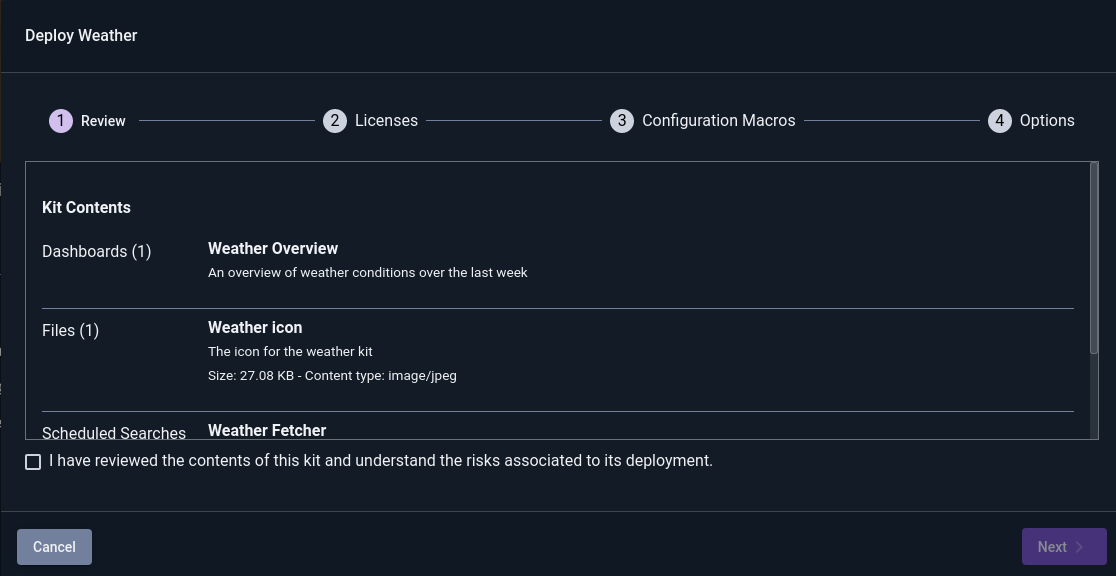 Deploy Weather
1 Review 2 Licenses 3 Configuration Macros 4 Options
Kit Contents
Dashboards (1) Weather Overview
An overview of weather conditions over the last week
Files (1) Weather icon
The icon for the weather kit
Size: 27.08 KB - Content type: image/jpeg
Scheduled Searches Weather Fetcher
I have reviewed the contents of this kit and understand the risks associated to its deployment.
Cancel Next